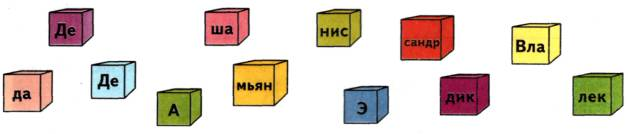 Де ша нис сандр Вла
да Де А мьян Э дик лек